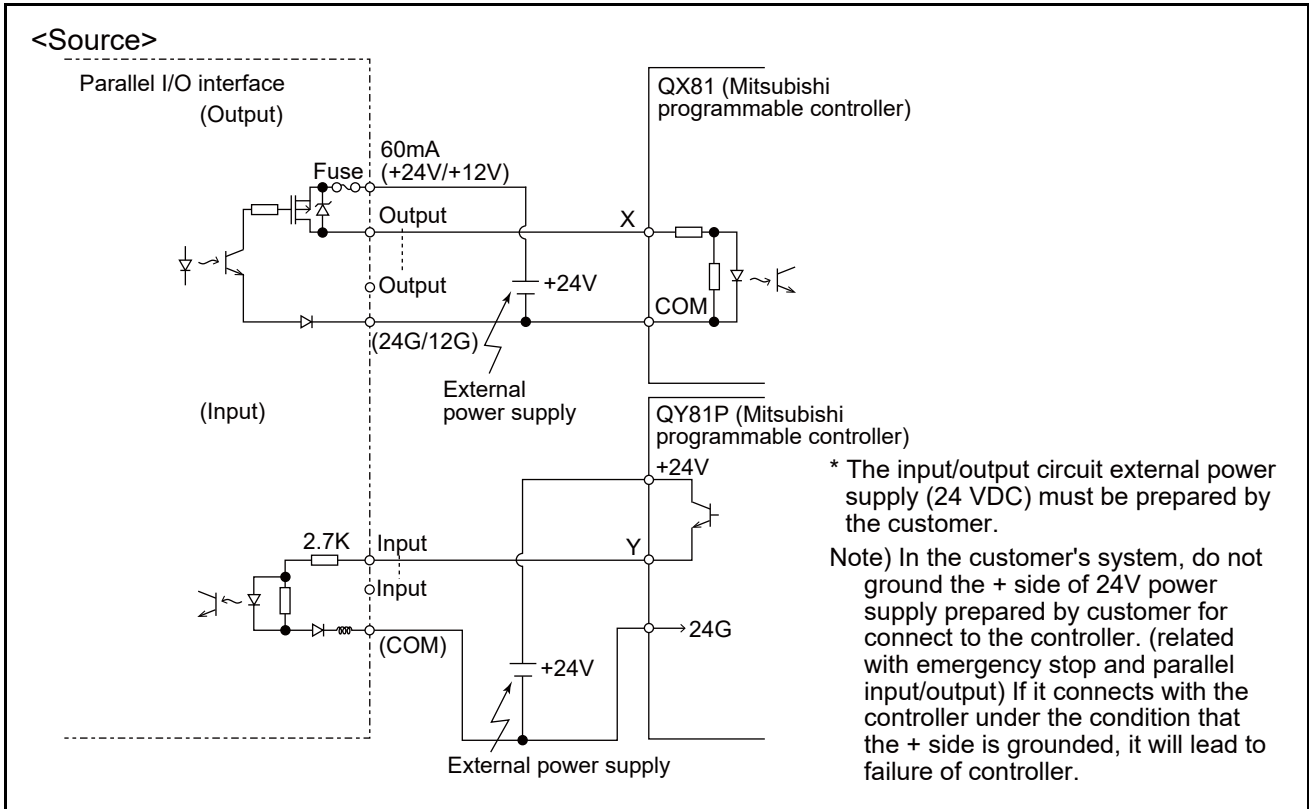 <Source>
Parallel I/O interface
(Output)
QX81 (Mitsubishi
programmable controller)
60mA
(+24V/+12V)
Fuse
Output
X
Output
+24V
COM
(24G/12G)
External
power supply
(Input)
QY81P (Mitsubishi
programmable controller)
+24V
2.7K
Input
Y
Input
24G
(COM)
+24V
External power supply
* The input/output circuit external power
supply (24 VDC) must be prepared by
the customer.
Note) In the customer's system, do not
ground the + side of 24V power
supply prepared by customer for
connect to the controller. (related
with emergency stop and parallel
input/output) If it connects with the
controller under the condition that
the + side is grounded, it will lead to
failure of controller.